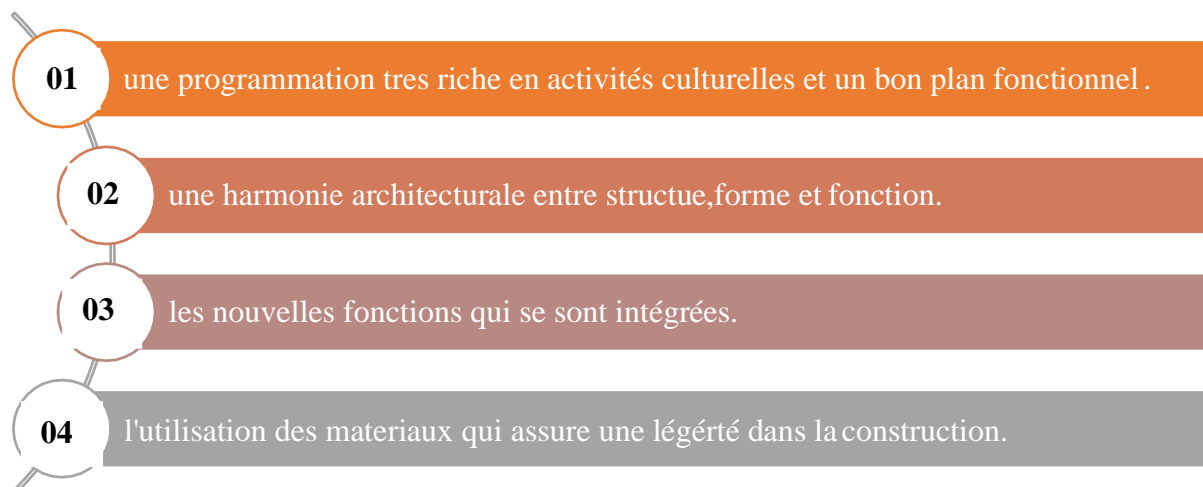 01 une programmation tres riche en activités culturelles et un bon plan fonctionnel.
02 une harmonie architecturale entre structue,forme et fonction.
03 les nouvelles fonctions qui se sont intégrées.
04 l'utilisation des materiaux qui assure une légérté dans la construction.